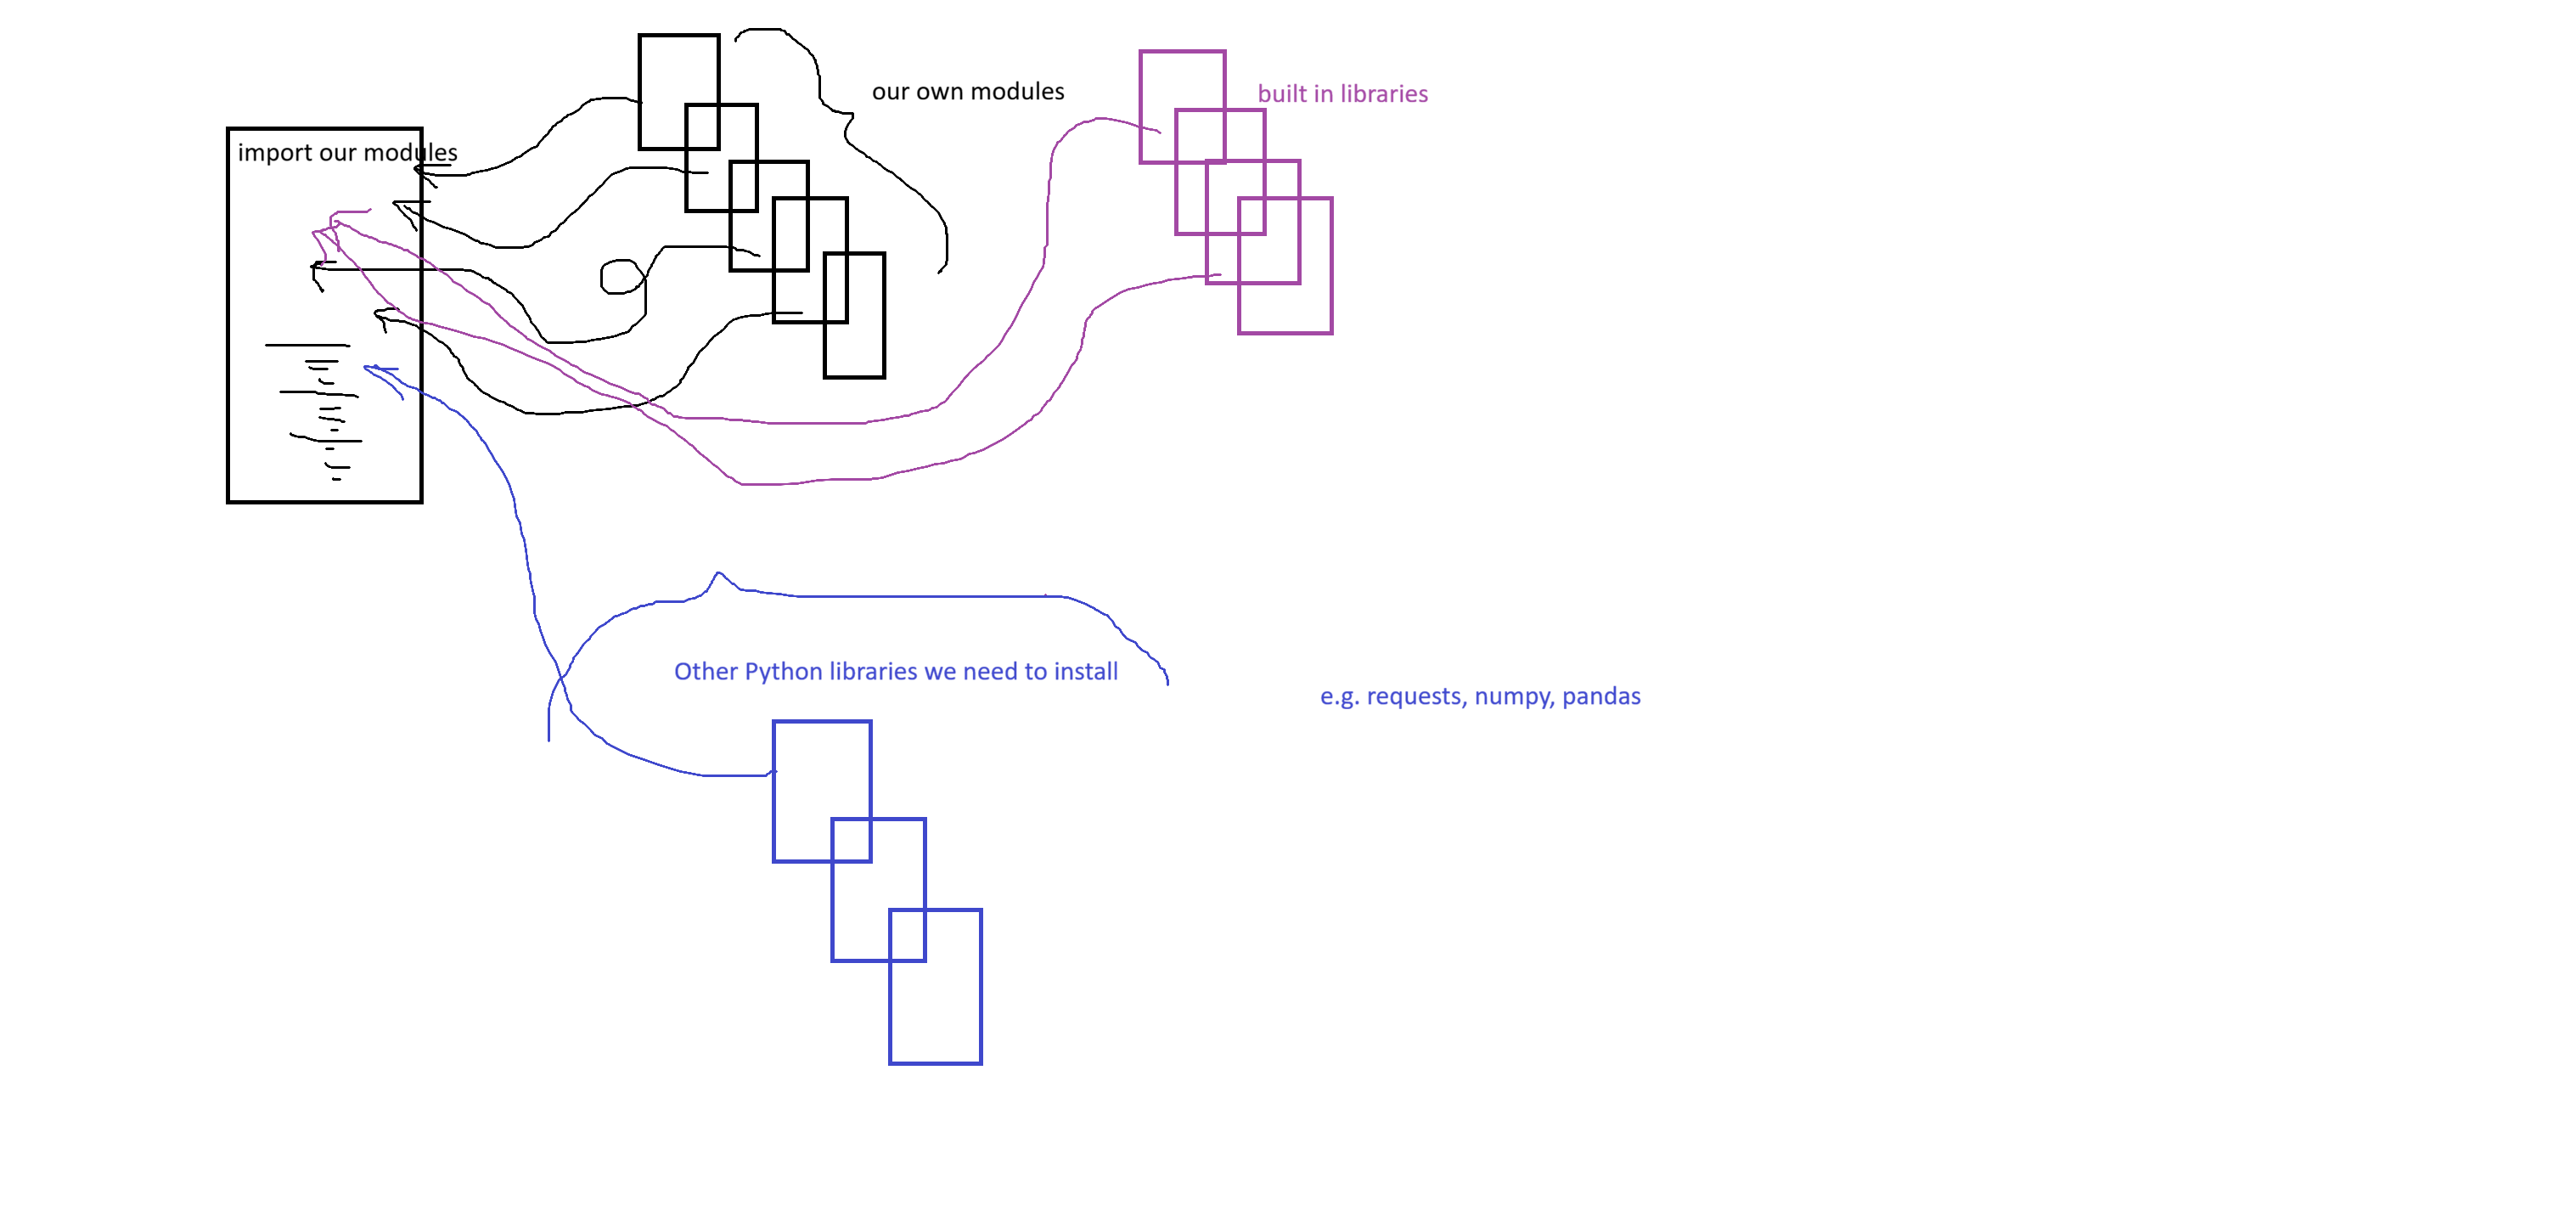 our own modules
built in libraries
import our modules
Other Python libraries we need to install
e.g. requests, numpy, pandas